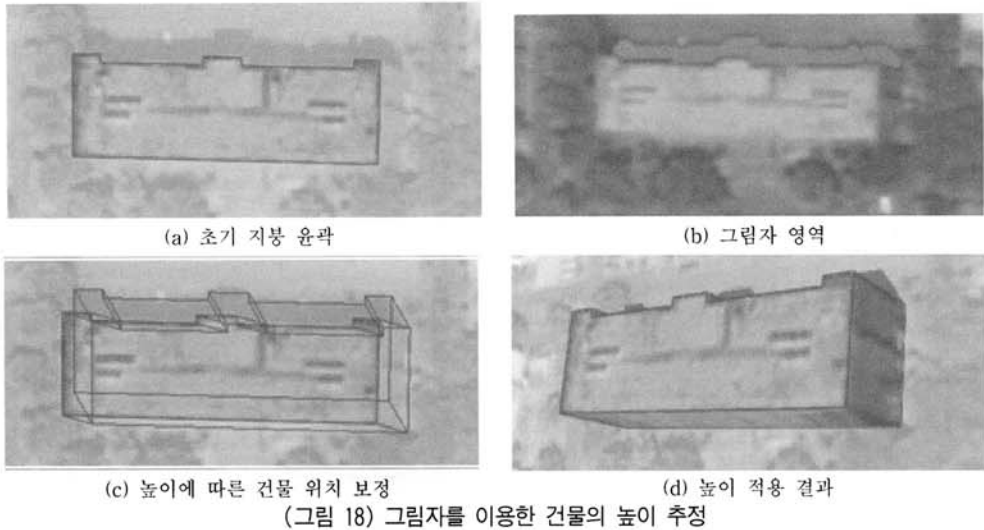 (a) 초기 지붕 윤곽
(b) 그림자 영역
(c) 높이에 따른 건물 위치 보정
(d) 높이 적용 결과
(그림 18) 그림자를 이용한 건물의 높이 추정